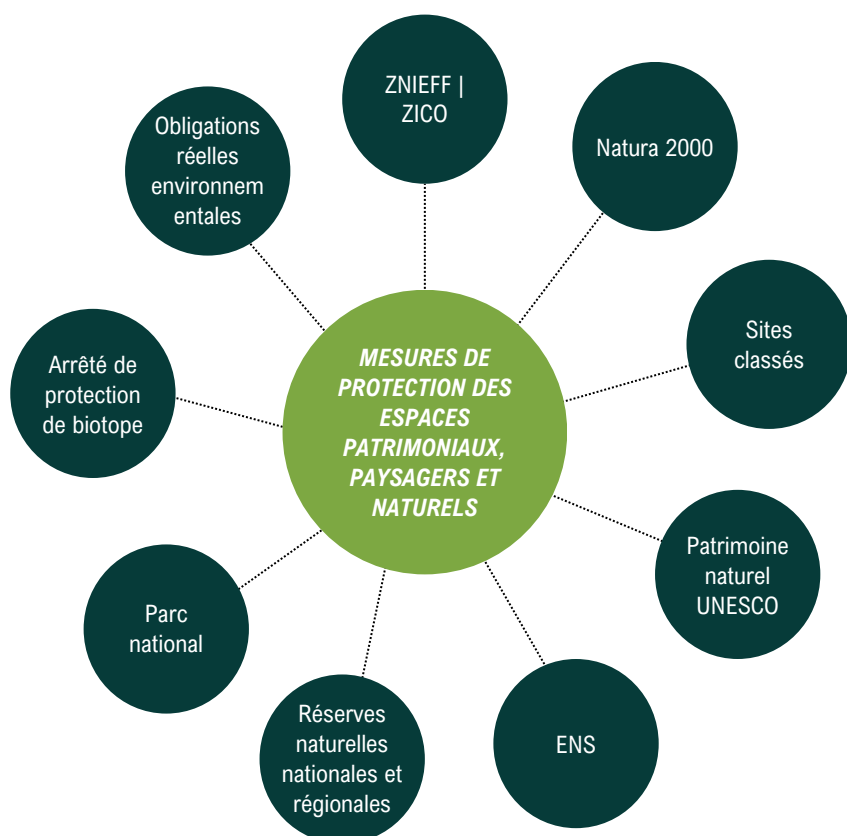 ZNIEFF |
ZICO
Natura 2000
Sites
classés
Patrimoine
naturel
UNESCO
ENS
Réserves
naturelles
nationales et
régionales
Parc
national
Arrêté de
protection
de biotope
Obligations
réelles
environnem
entales
MESURES DE
PROTECTION DES
ESPACES
PATRIMONIAUX,
PAYSAGERS ET
NATURELS